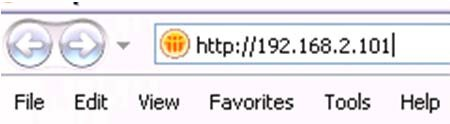 http://192.168.2.101
File Edit View Favorites Tools Help